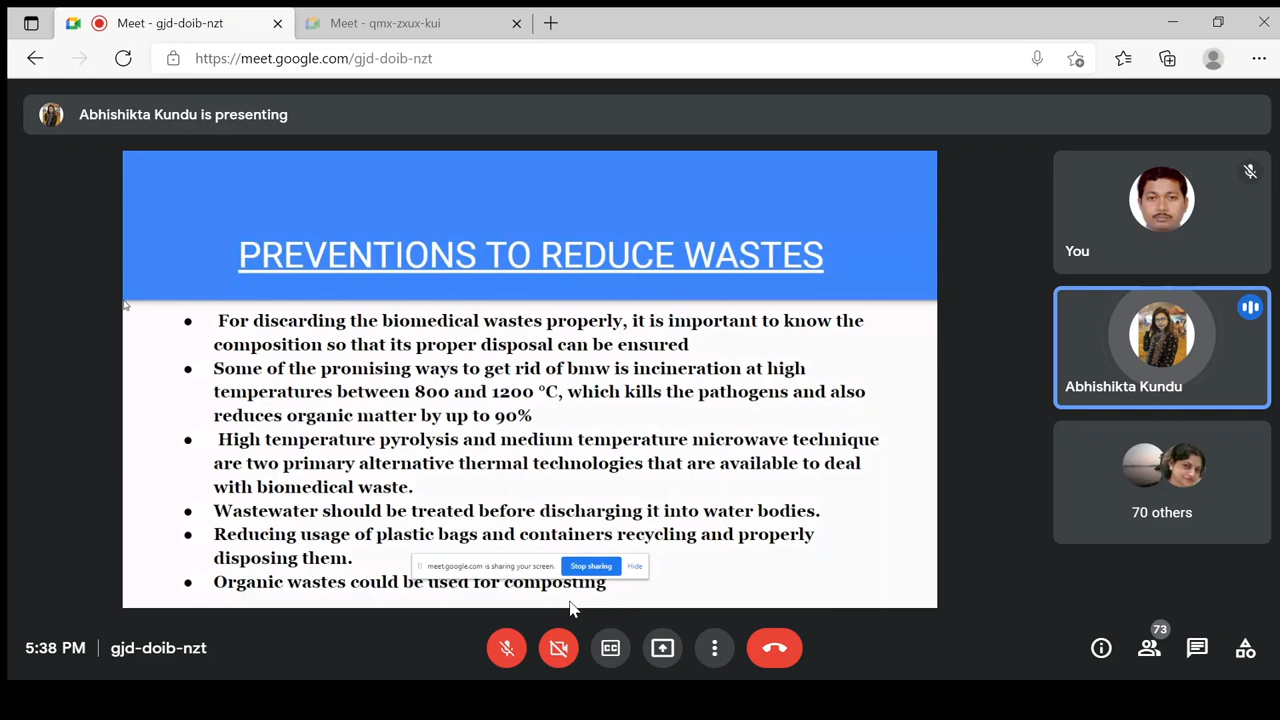 Meet - gjd-doib-nzt
Meet - qmx-zxux-kui
https://meet.google.com/gjd-doib-nzt
Abhishikta Kundu is presenting
PREVENTIONS TO REDUCE WASTES
● For discarding the biomedical wastes properly, it is important to know the
composition so that its proper disposal can be ensured
● Some of the promising ways to get rid of bmw is incineration at high
temperatures between 800 and 1200 °C, which kills the pathogens and also
reduces organic matter by up to 90%
● High temperature pyrolysis and medium temperature microwave technique
are two primary alternative thermal technologies that are available to deal
with biomedical waste.
● Wastewater should be treated before discharging it into water bodies.
● Reducing usage of plastic bags and containers recycling and properly
disposing them.
● Organic wastes could be used for composting
meet.google.com is sharing your screen.
Stop sharing
Hide
You
Abhishikta Kundu
70 others
5:38 PM
gjd-doib-nzt
CC
73